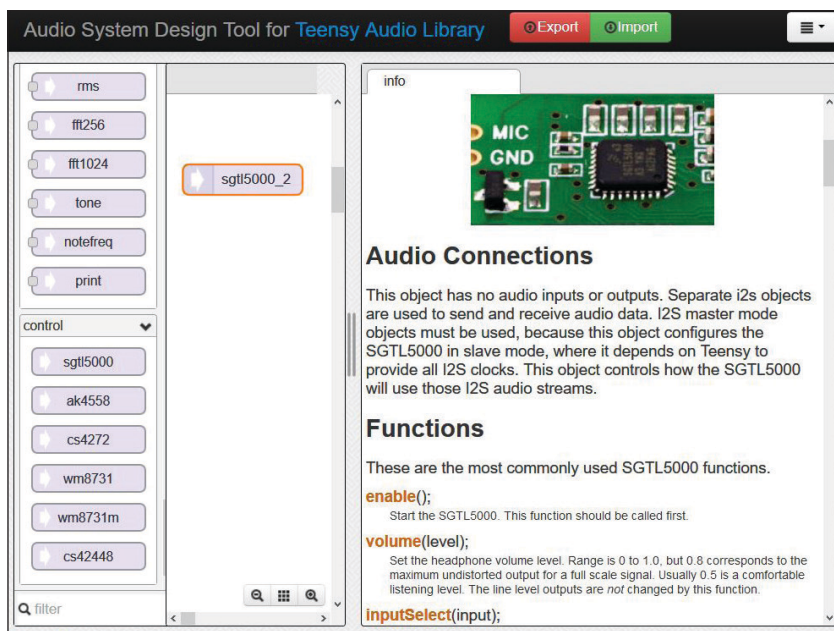 Audio System Design Tool for Teensy Audio Library
Export
Import
rms
fft256
fft1024
tone
notefreq
print
control
sgtl5000
ak4558
cs4272
wm8731
wm8731m
cs42448
filter
sgtl5000_2
info
MIC
GND
Audio Connections
This object has no audio inputs or outputs. Separate i2s objects
are used to send and receive audio data. I2S master mode
objects must be used, because this object configures the
SGTL5000 in slave mode, where it depends on Teensy to
provide all I2S clocks. This object controls how the SGTL5000
will use those I2S audio streams.
Functions
These are the most commonly used SGTL5000 functions.
enable();
Start the SGTL5000. This function should be called first.
volume(level);
Set the headphone volume level. Range is 0 to 1.0, but 0.8 corresponds to the
maximum undistorted output for a full scale signal. Usually 0.5 is a comfortable
listening level. The line level outputs are not changed by this function.
inputSelect(input);